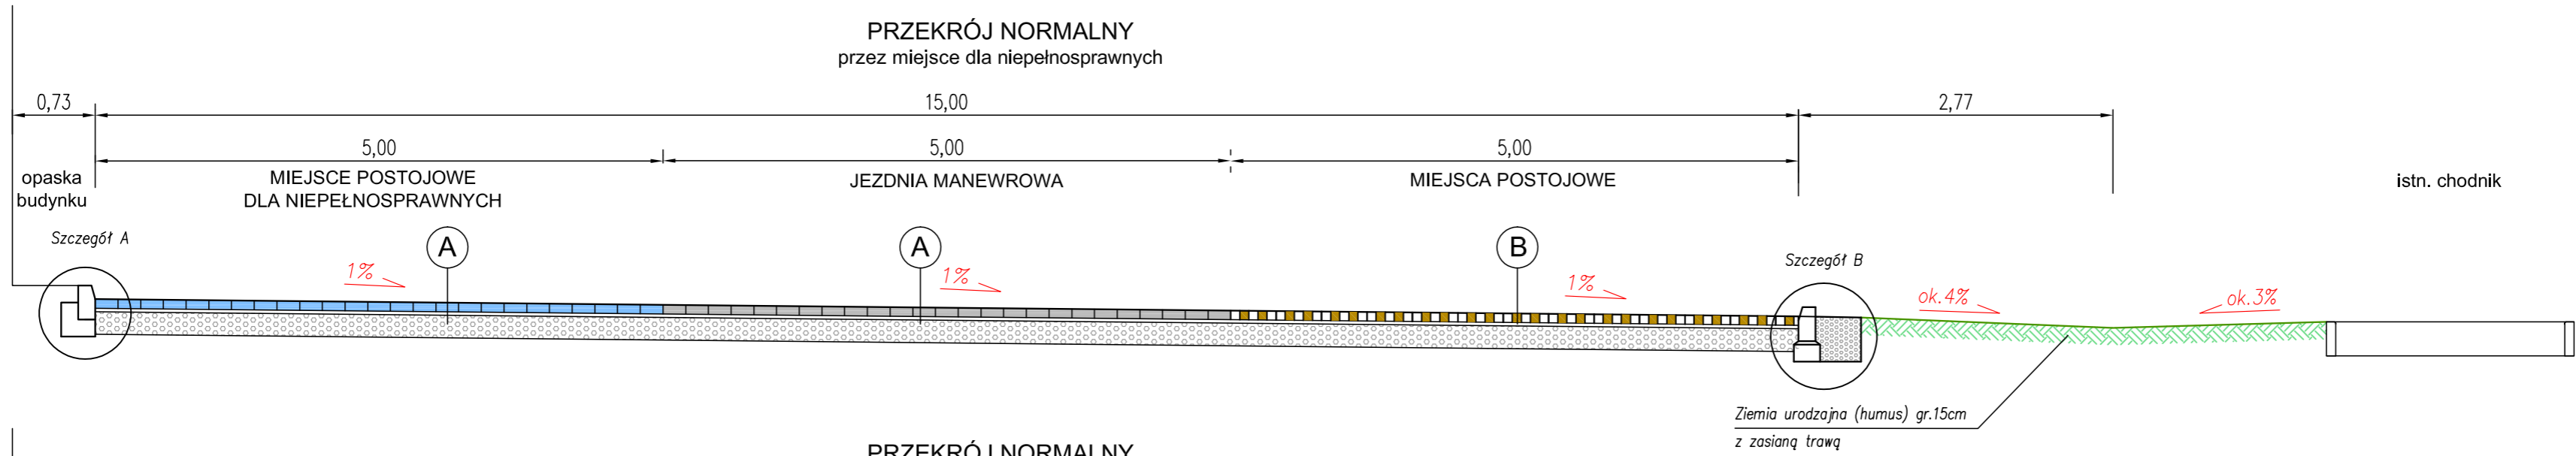 PRZEKRÓJ NORMALNY
przez miejsce dla niepełnosprawnych
0,73
15,00
2,77
5,00
5,00
5,00
opaska
budynku
MIEJSCE POSTOJOWE
DLA NIEPEŁNOSPRAWNYCH
JEZDNIA MANEWROWA
MIEJSCA POSTOJOWE
istn. chodnik
Szczegół A
A
A
B
Szczegół B
1%
1%
1%
ok.4%
ok.3%
Ziemia urodzajna (humus) gr.15cm
z zasianą trawą
PRZEKRÓJ NORMALNY